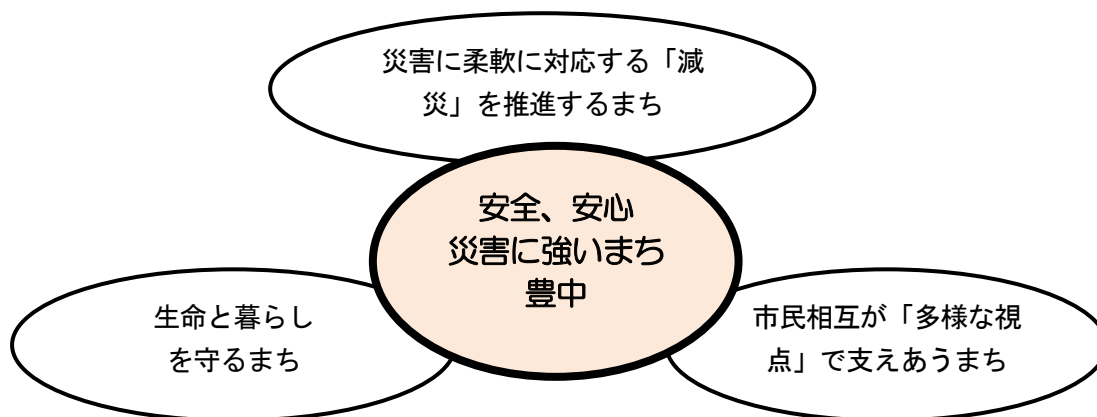 災害に柔軟に対応する「減
災」を推進するまち
安全、安心
災害に強いまち
豊中
生命と暮らし
を守るまち
市民相互が「多様な視
点」で支えあうまち